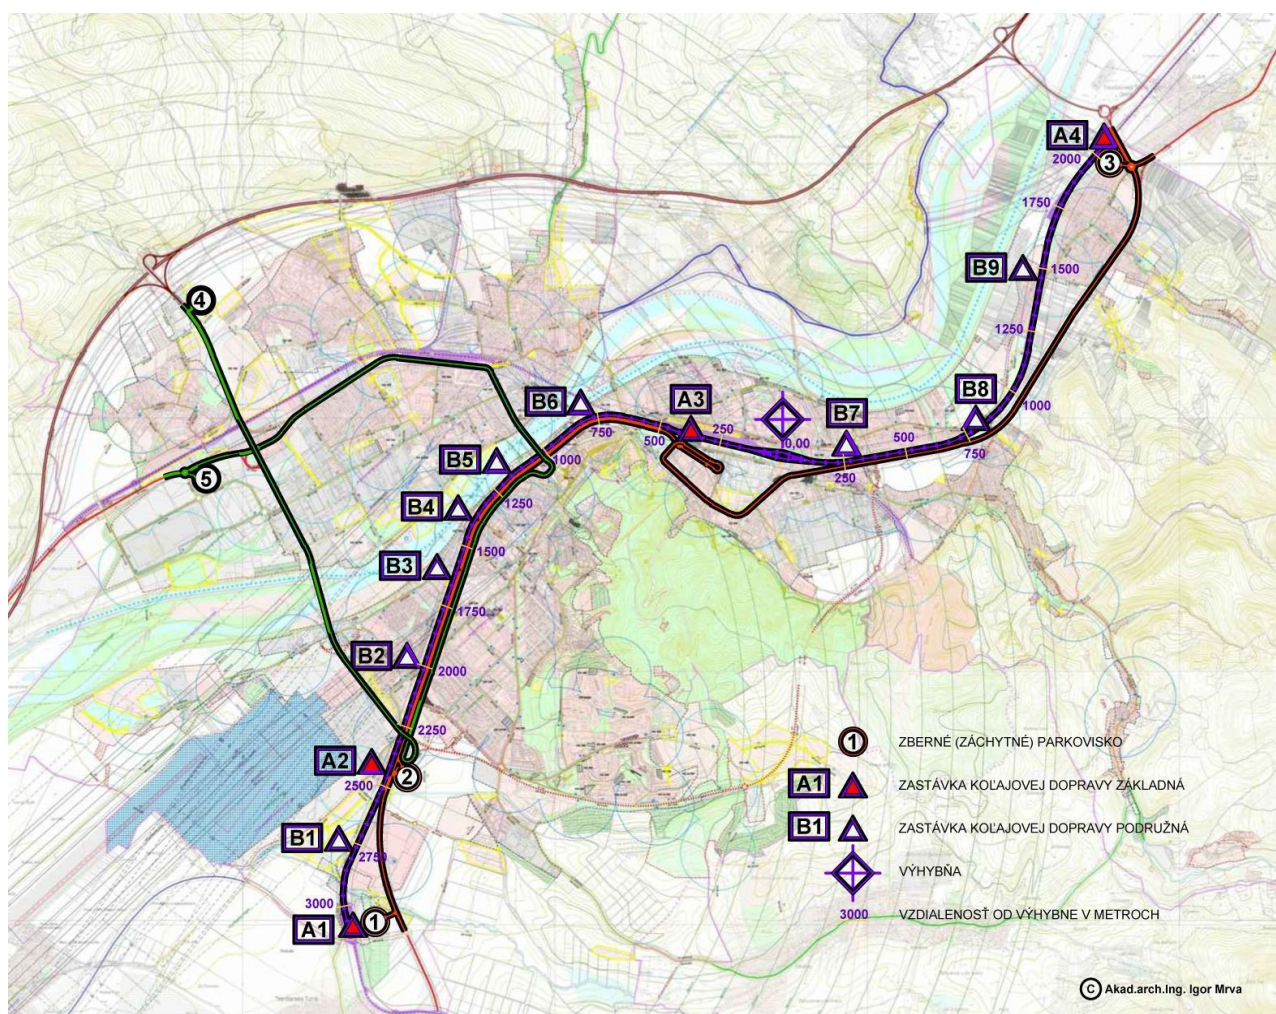 A4
2000
3
1750
B9
1500
1250
4
B8
1000
B6
A3
B7
750
500
250
10,00
500
750
250
B5
1000
5
B4
1250
B3
1500
1750
B2
2000
2250
A2
2500
2
B1
2750
3000
A1
1
1 ZBERNÉ (ZÁCHYTNÉ) PARKOVISKO
A1 ZASTÁVKA KOĽAJOVEJ DOPRAVY ZÁKLADNÁ
B1 ZASTÁVKA KOĽAJOVEJ DOPRAVY PODRUŽNÁ
VÝHYBŇA
3000 VZDIALENOSŤ OD VÝHYBNE V METROCH
C Akad.arch.Ing. Igor Mrva